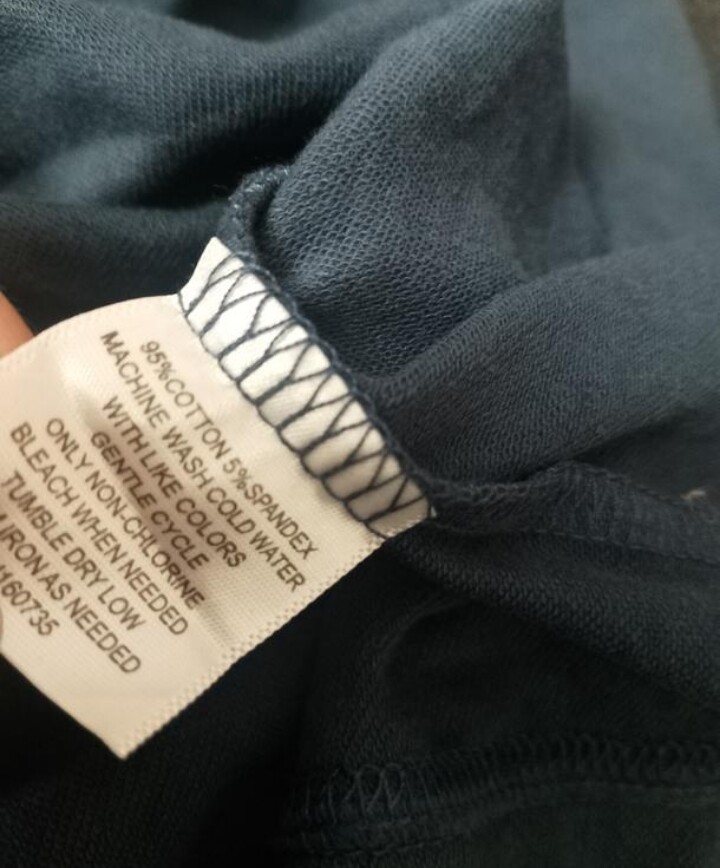 95%COTTON 5%SPANDEX
MACHINE WASH COLD WATER
WITH LIKE COLORS
GENTLE CYCLE
ONLY NON-CHLORINE
BLEACH WHEN NEEDED
TUMBLE DRY LOW
IRON AS NEEDED
160735